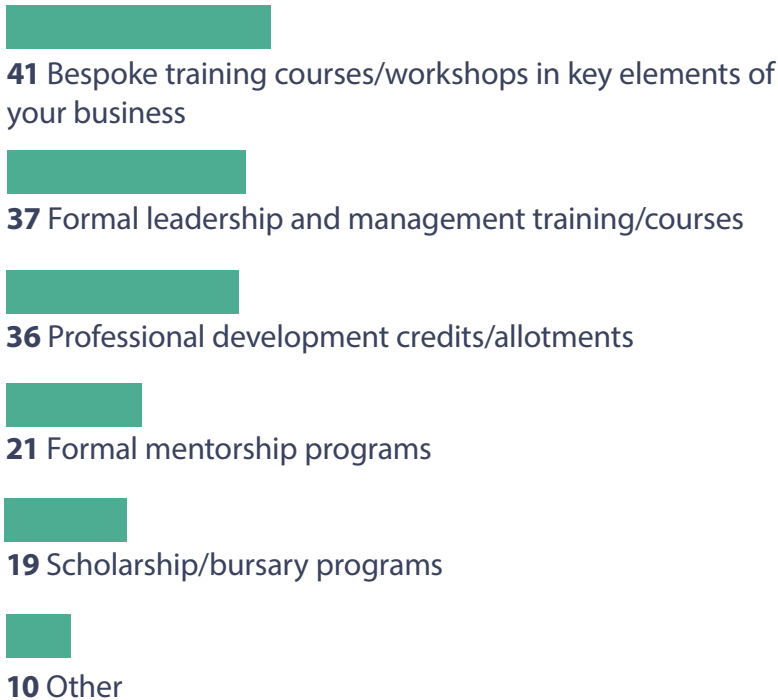 41 Bespoke training courses/workshops in key elements of
your business
37 Formal leadership and management training/courses
36 Professional development credits/allotments
21 Formal mentorship programs
19 Scholarship/bursary programs
10 Other